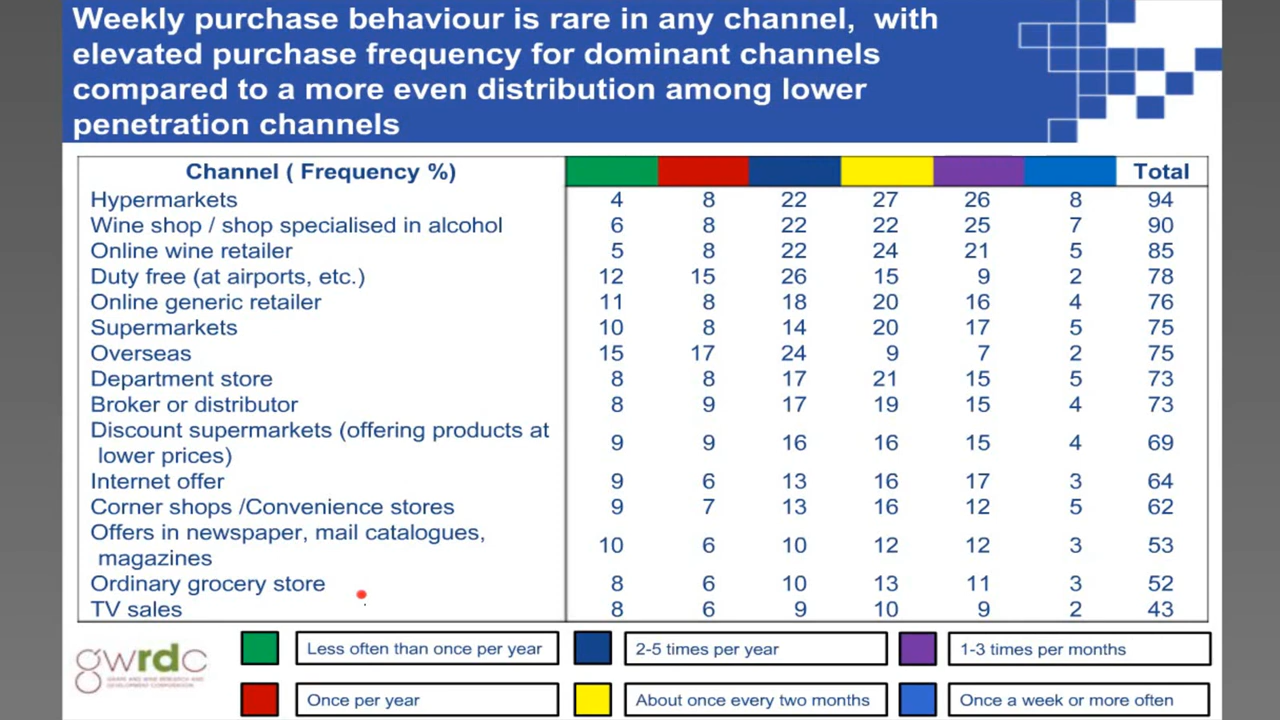 Weekly purchase behaviour is rare in any channel, with
elevated purchase frequency for dominant channels
compared to a more even distribution among lower
penetration channels
Channel ( Frequency %) Total
Hypermarkets 4 8 22 27 26 8 94
Wine shop / shop specialised in alcohol 6 8 22 22 25 7 90
Online wine retailer 5 8 22 24 21 5 85
Duty free (at airports, etc.) 12 15 26 15 9 2 78
Online generic retailer 11 8 18 20 16 4 76
Supermarkets 10 8 14 20 17 5 75
Overseas 15 17 24 9 7 2 75
Department store 8 8 17 21 15 5 73
Broker or distributor 8 9 17 19 15 4 73
Discount supermarkets (offering products at
lower prices) 9 9 16 16 15 4 69
Internet offer 9 6 13 16 17 3 64
Corner shops /Convenience stores 9 7 13 16 12 5 62
Offers in newspaper, mail catalogues,
magazines 10 6 10 12 12 3 53
Ordinary grocery store 8 6 10 13 11 3 52
TV sales 8 6 9 10 9 2 43
Less often than once per year 2-5 times per year 1-3 times per months
Once per year About once every two months Once a week or more often
gwrdc
GRAPE AND WINE RESEARCH AND
DEVELOPMENT CORPORATION